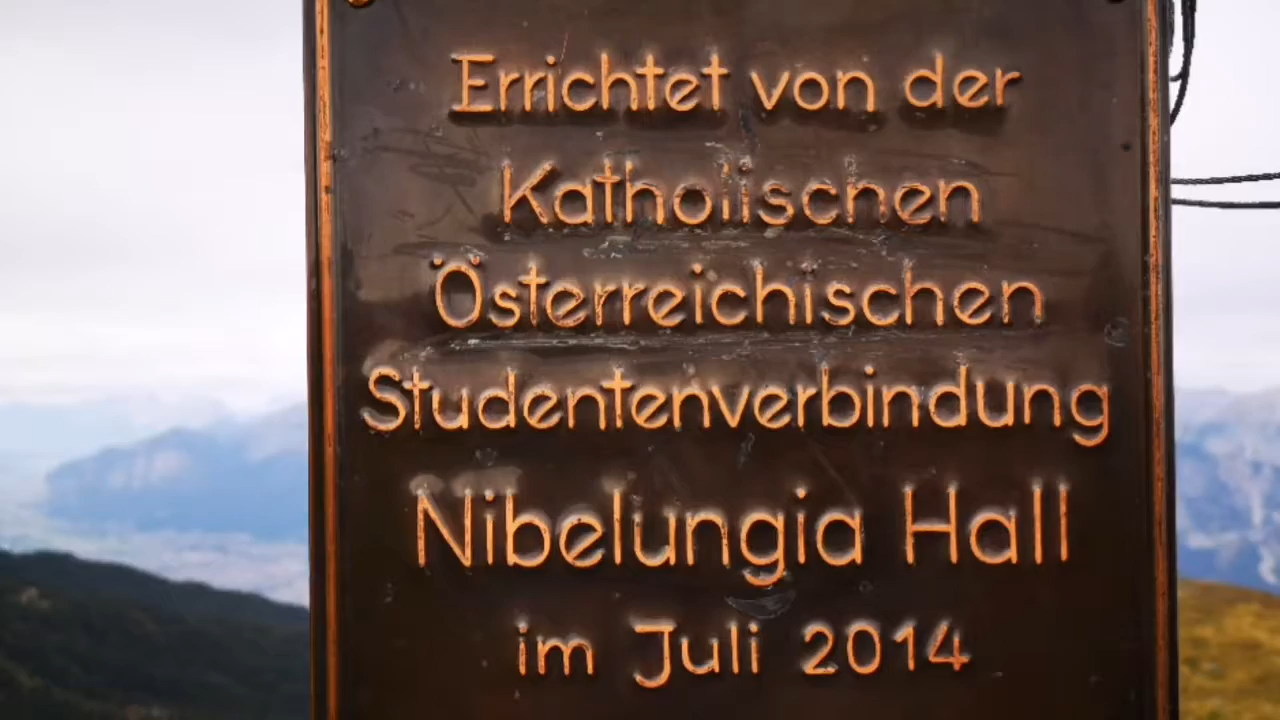 Errichtet von der
Katholischen
Österreichischen
Studentenverbindung
Nibelungia Hall
im Juli 2014